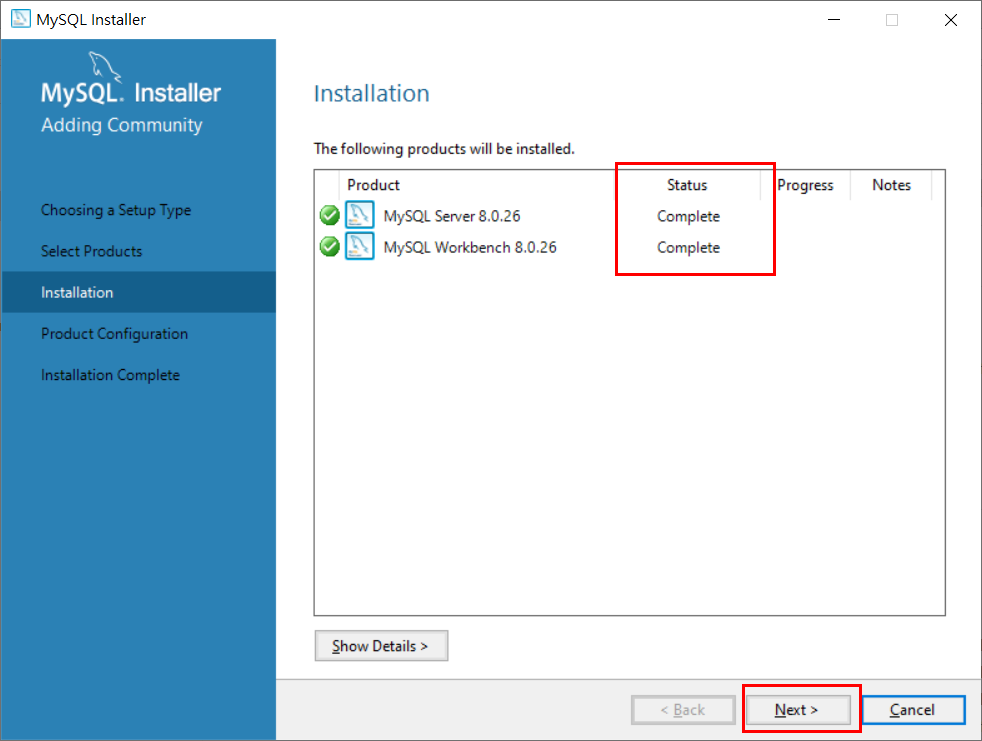 MySQL Installer
MySQL. Installer
Adding Community
Choosing a Setup Type
Select Products
Installation
Product Configuration
Installation Complete
Installation
The following products will be installed.
Product Status Progress Notes
MySQL Server 8.0.26 Complete
MySQL Workbench 8.0.26 Complete
Show Details >
< Back Next > Cancel